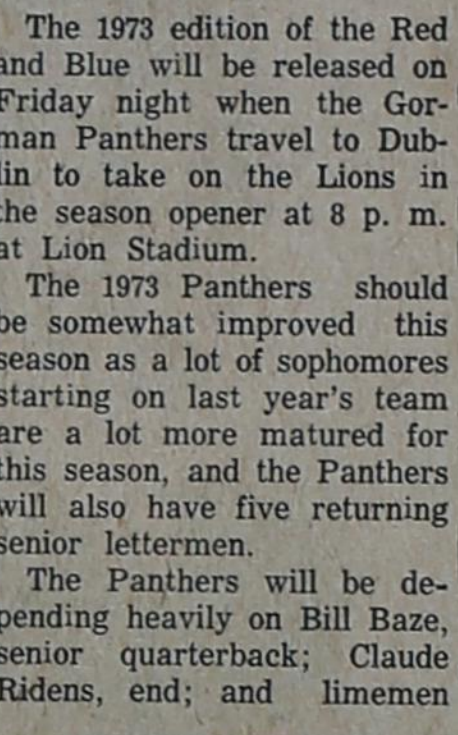 The 1973 edition of the Red
and Blue will be released on
Friday night when the Gor-
man Panthers travel to Dub-
lin to take on the Lions in
the season opener at 8 p. m.
at Lion Stadium.
The 1973 Panthers should
be somewhat improved this
season as a lot of sophomores
starting on last year's team
are a lot more matured for
this season, and the Panthers
will also have five returning
senior lettermen.
The Panthers will be de-
pending heavily on Bill Baze,
senior quarterback; Claude
Ridens, end; and limemen